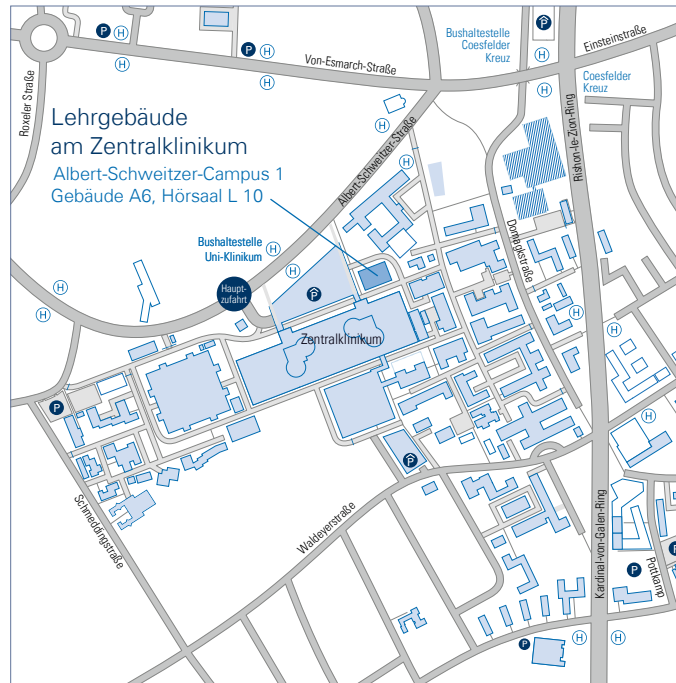 P
H
H
P
H
H
P
Von-Esmarch-Straße
Bushaltestelle
Coesfelder
Kreuz
Einsteinstraße
H
H
Coesfelder
Kreuz
Roxeler Straße
Rishon-le-Zion-Ring
Lehrgebäude
am Zentralklinikum
Albert-Schweitzer-Campus 1
Gebäude A6, Hörsaal L 10
H
H
Albert-Schweitzer-Straße
Domagkstraße
Bushaltestelle
Uni-Klinikum
H
H
Haupt-
zufahrt
P
H
H
H
H
Zentralklinikum
P
H
P
Schmeddingstraße
Waldeyerstraße
Kardinal-von-Galen-Ring
Pottkamp
P
P
P
H
H